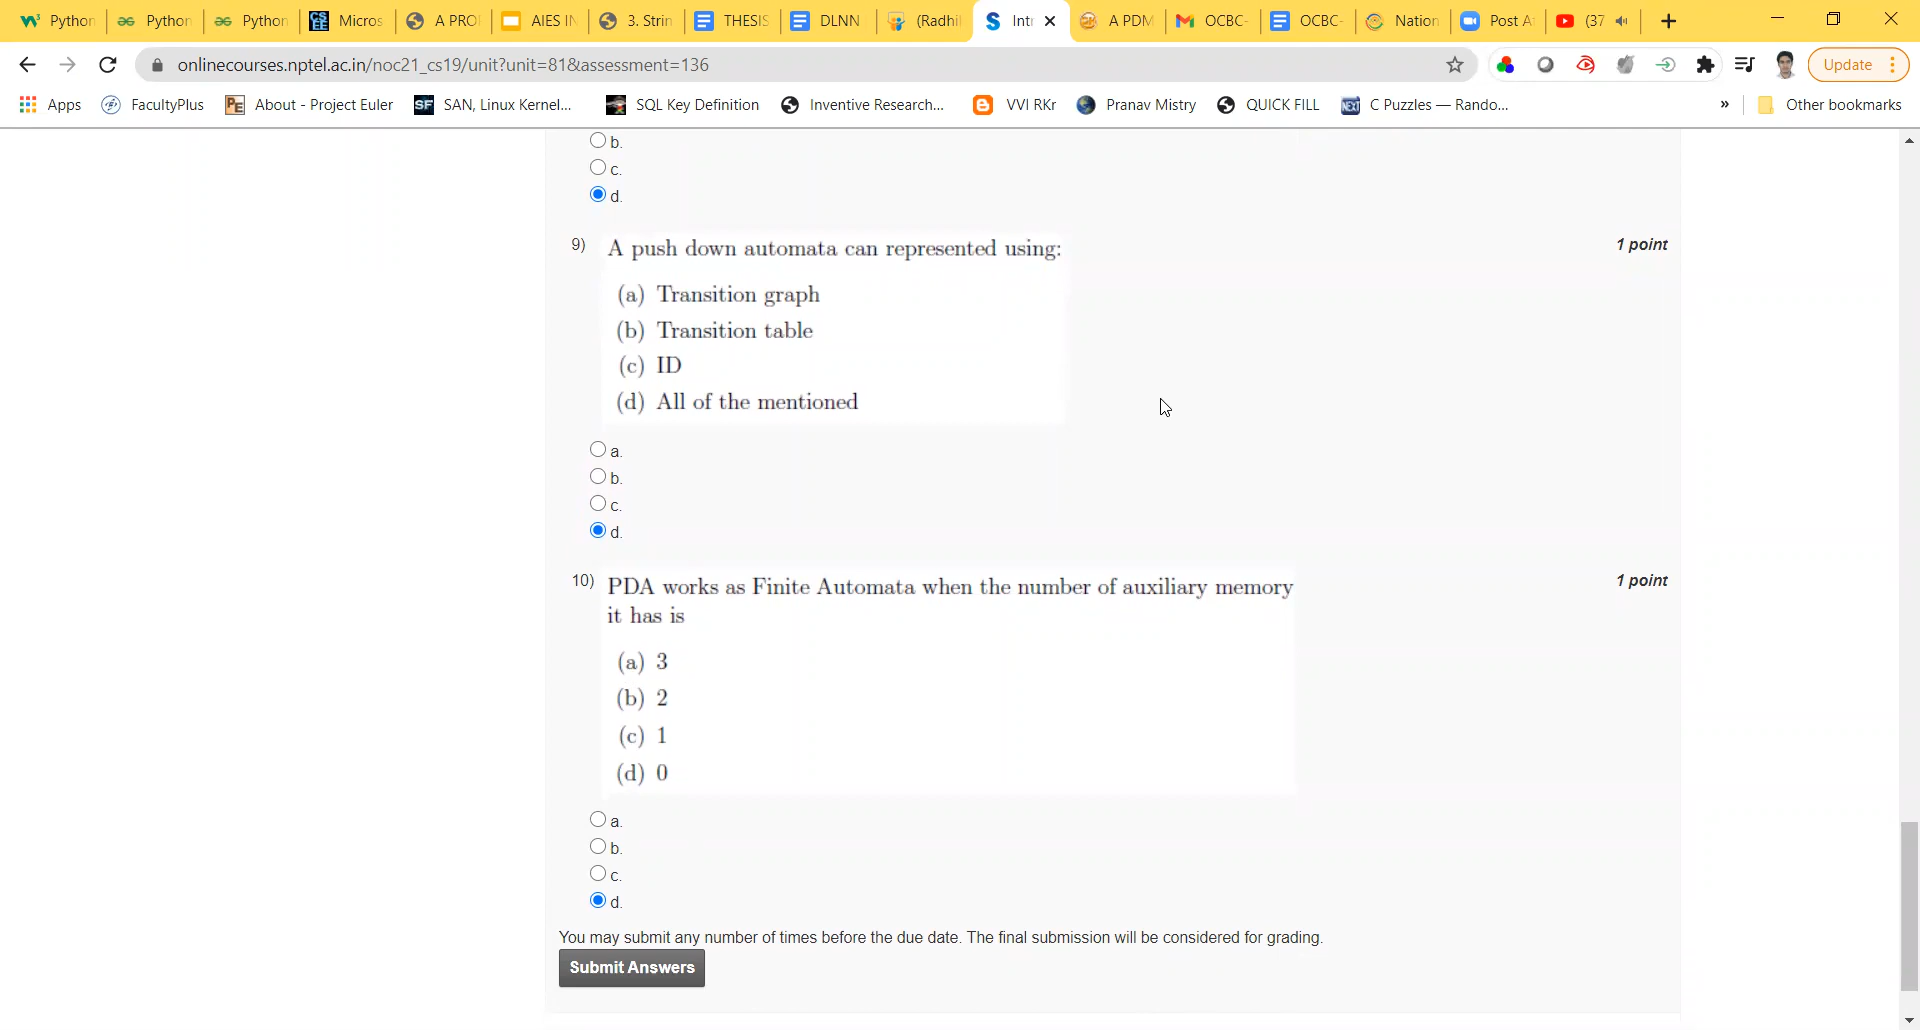 Python
Python
Python
Micros
A PRO
AIES IN
3. Strin
THESIS
DLNN
(Radhil
Int
A PDM
OCBC-
OCBC-
Nation
Post A
(37
onlinecourses.nptel.ac.in/noc21_cs19/unit?unit=81&assessment=136
Update
Apps
FacultyPlus
About - Project Euler
SAN, Linux Kernel...
SQL Key Definition
Inventive Research...
VVI RKr
Pranav Mistry
QUICK FILL
C Puzzles — Rando...
»
Other bookmarks
b.
c.
d.
9) A push down automata can represented using:
1 point
(a) Transition graph
(b) Transition table
(c) ID
(d) All of the mentioned
a.
b.
c.
d.
10) PDA works as Finite Automata when the number of auxiliary memory
1 point
it has is
(a) 3
(b) 2
(c) 1
(d) 0
a.
b.
c.
d.
You may submit any number of times before the due date. The final submission will be considered for grading.
Submit Answers